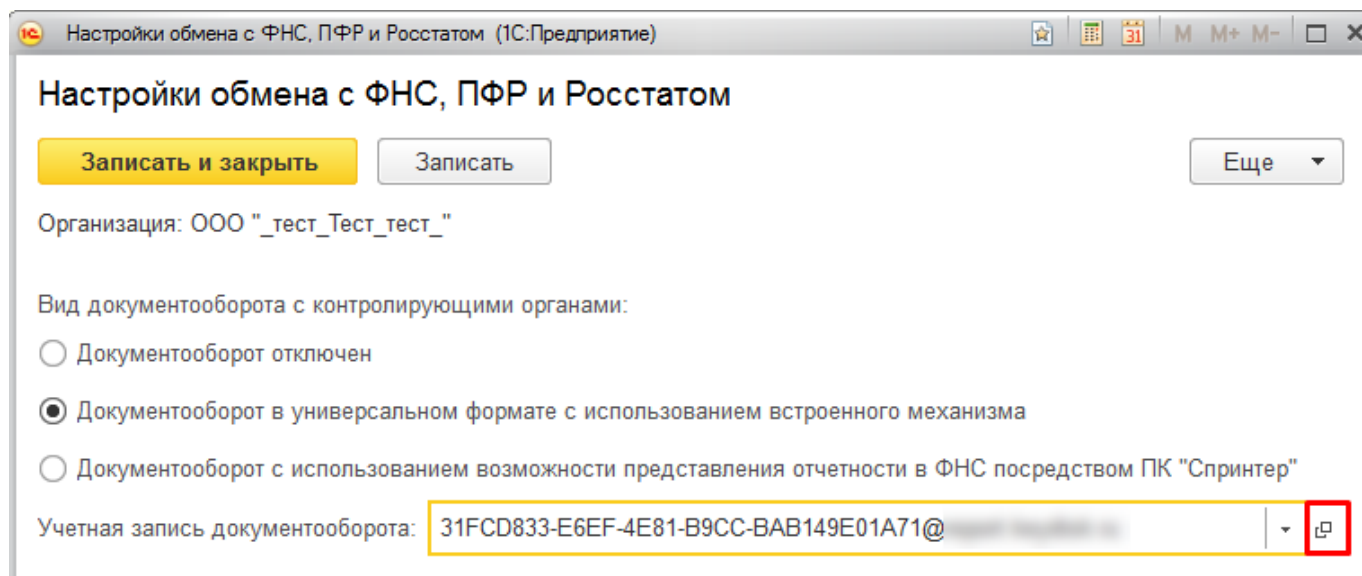 1С Настройки обмена с ФНС, ПФР и Росстатом (1С:Предприятие) 31 M M+ M-
Настройки обмена с ФНС, ПФР и Росстатом
Записать и закрыть Записать Еще
Организация: ООО "_тест_Тест_тест_"
Вид документооборота с контролирующими органами:
Документооборот отключен
Документооборот в универсальном формате с использованием встроенного механизма
Документооборот с использованием возможности представления отчетности в ФНС посредством ПК "Спринтер"
Учетная запись документооборота: 31FCD833-E6EF-4E81-B9CC-BAB149E01A71@